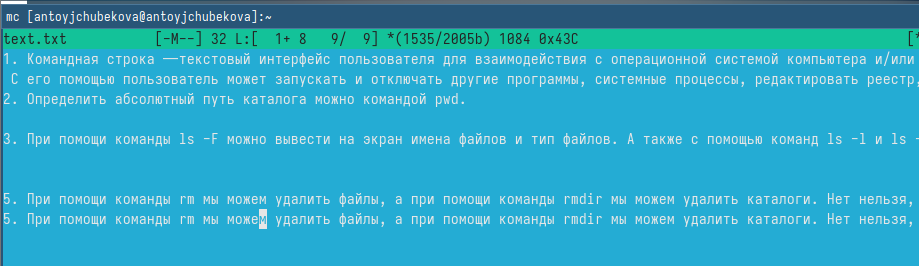 mc [antoyjchubekova@antoyjchubekova]:~
text.txt [-M--] 32 L:[ 1+ 8 9/ 9] *(1535/2005b) 1084 0x43C [*
1. Командная строка —текстовый интерфейс пользователя для взаимодействия с операционной системой компьютера и/или
С его помощью пользователь может запускать и отключать другие программы, системные процессы, редактировать реестр,
2. Определить абсолютный путь каталога можно командой pwd.
3. При помощи команды ls -F можно вывести на экран имена файлов и тип файлов. А также с помощью команд ls -l и ls -
5. При помощи команды rm мы можем удалить файлы, а при помощи команды rmdir мы можем удалить каталоги. Нет нельзя,
5. При помощи команды rm мы можем удалить файлы, а при помощи команды rmdir мы можем удалить каталоги. Нет нельзя,